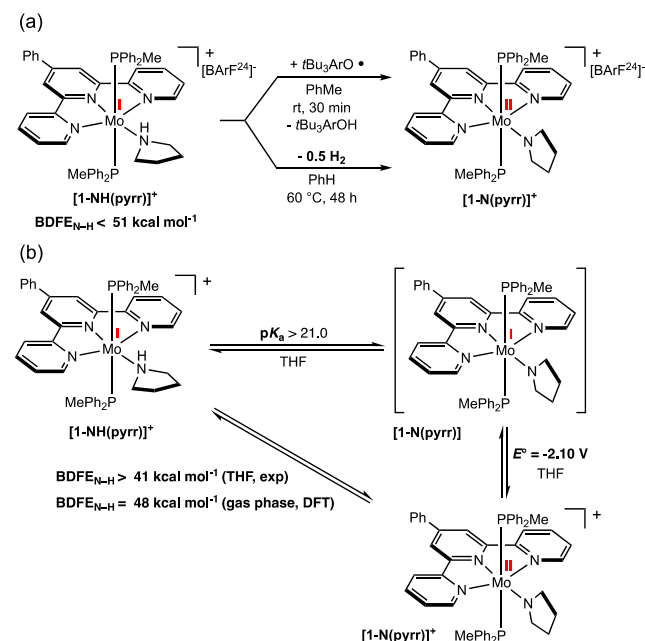 (a)
Ph
PPh2Me
+
[BArF24]-
I
N
N
N
Mo
H
N
MePh2P
[1-NH(pyrr)]+
BDFEN–H < 51 kcal mol-1
+ tBu3ArO •
PhMe
rt, 30 min
- tBu3ArOH
- 0.5 H2
PhH
60 °C, 48 h
Ph
PPh2Me
+
[BArF24]-
II
N
N
N
Mo
N
MePh2P
[1-N(pyrr)]+
(b)
Ph
PPh2Me
+
I
N
N
N
Mo
H
N
MePh2P
[1-NH(pyrr)]+
pKa > 21.0
THF
Ph
PPh2Me
I
N
N
N
Mo
N
MePh2P
[1-N(pyrr)]
BDFEN–H > 41 kcal mol-1 (THF, exp)
BDFEN–H = 48 kcal mol-1 (gas phase, DFT)
E° = -2.10 V
THF
Ph
PPh2Me
+
II
N
N
N
Mo
N
MePh2P
[1-N(pyrr)]+